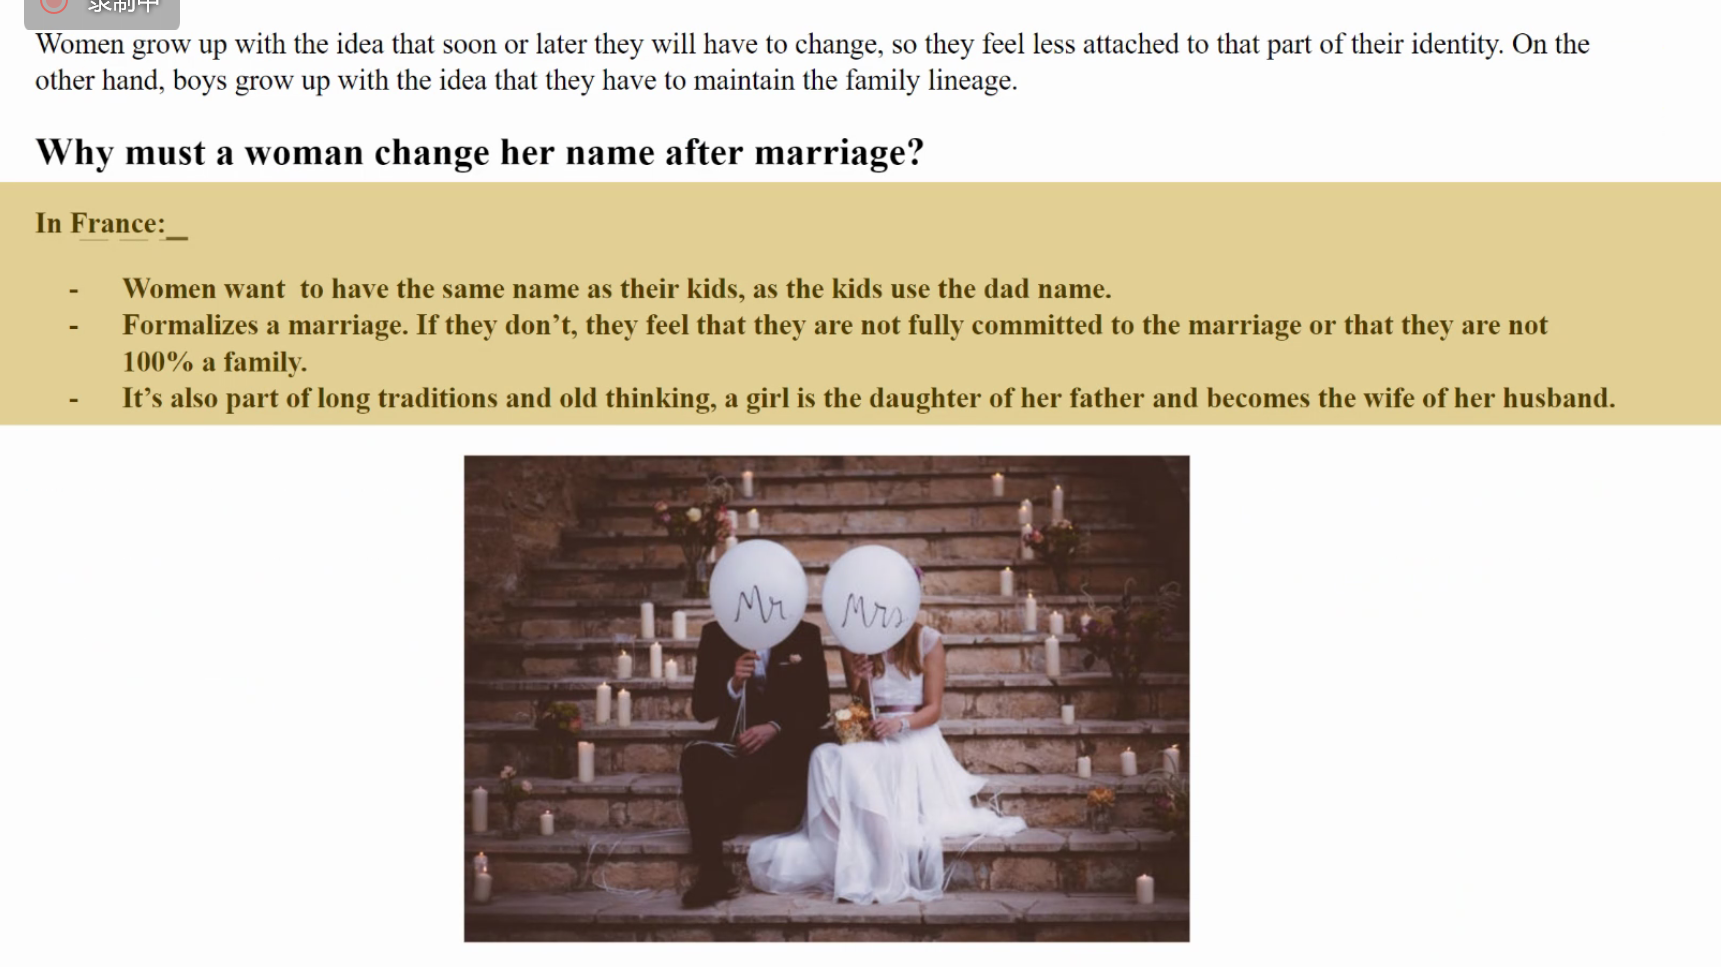 录制中
Women grow up with the idea that soon or later they will have to change, so they feel less attached to that part of their identity. On the
other hand, boys grow up with the idea that they have to maintain the family lineage.
Why must a woman change her name after marriage?
In France:_
- Women want  to have the same name as their kids, as the kids use the dad name.
- Formalizes a marriage. If they don’t, they feel that they are not fully committed to the marriage or that they are not
100% a family.
- It’s also part of long traditions and old thinking, a girl is the daughter of her father and becomes the wife of her husband.
Mr
Mrs